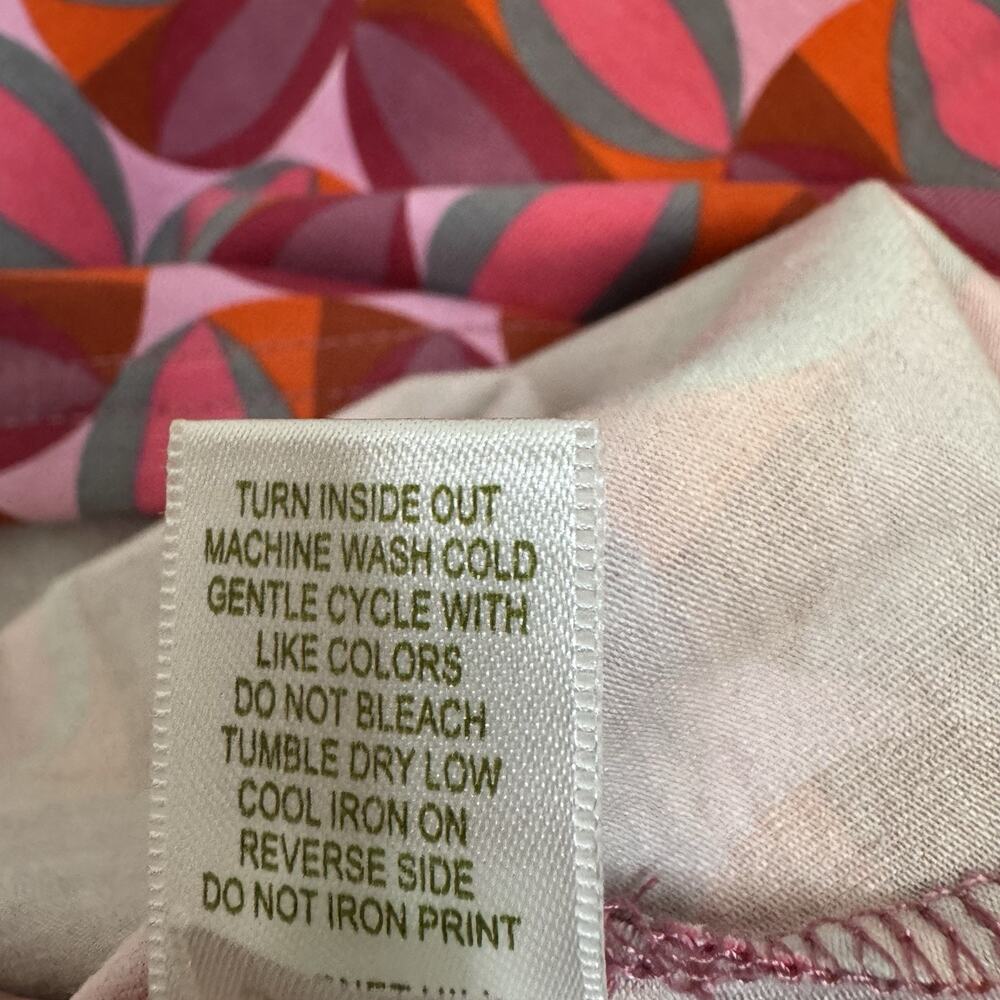 TURN INSIDE OUT
MACHINE WASH COLD
GENTLE CYCLE WITH
LIKE COLORS
DO NOT BLEACH
TUMBLE DRY LOW
COOL IRON ON
REVERSE SIDE
DO NOT IRON PRINT